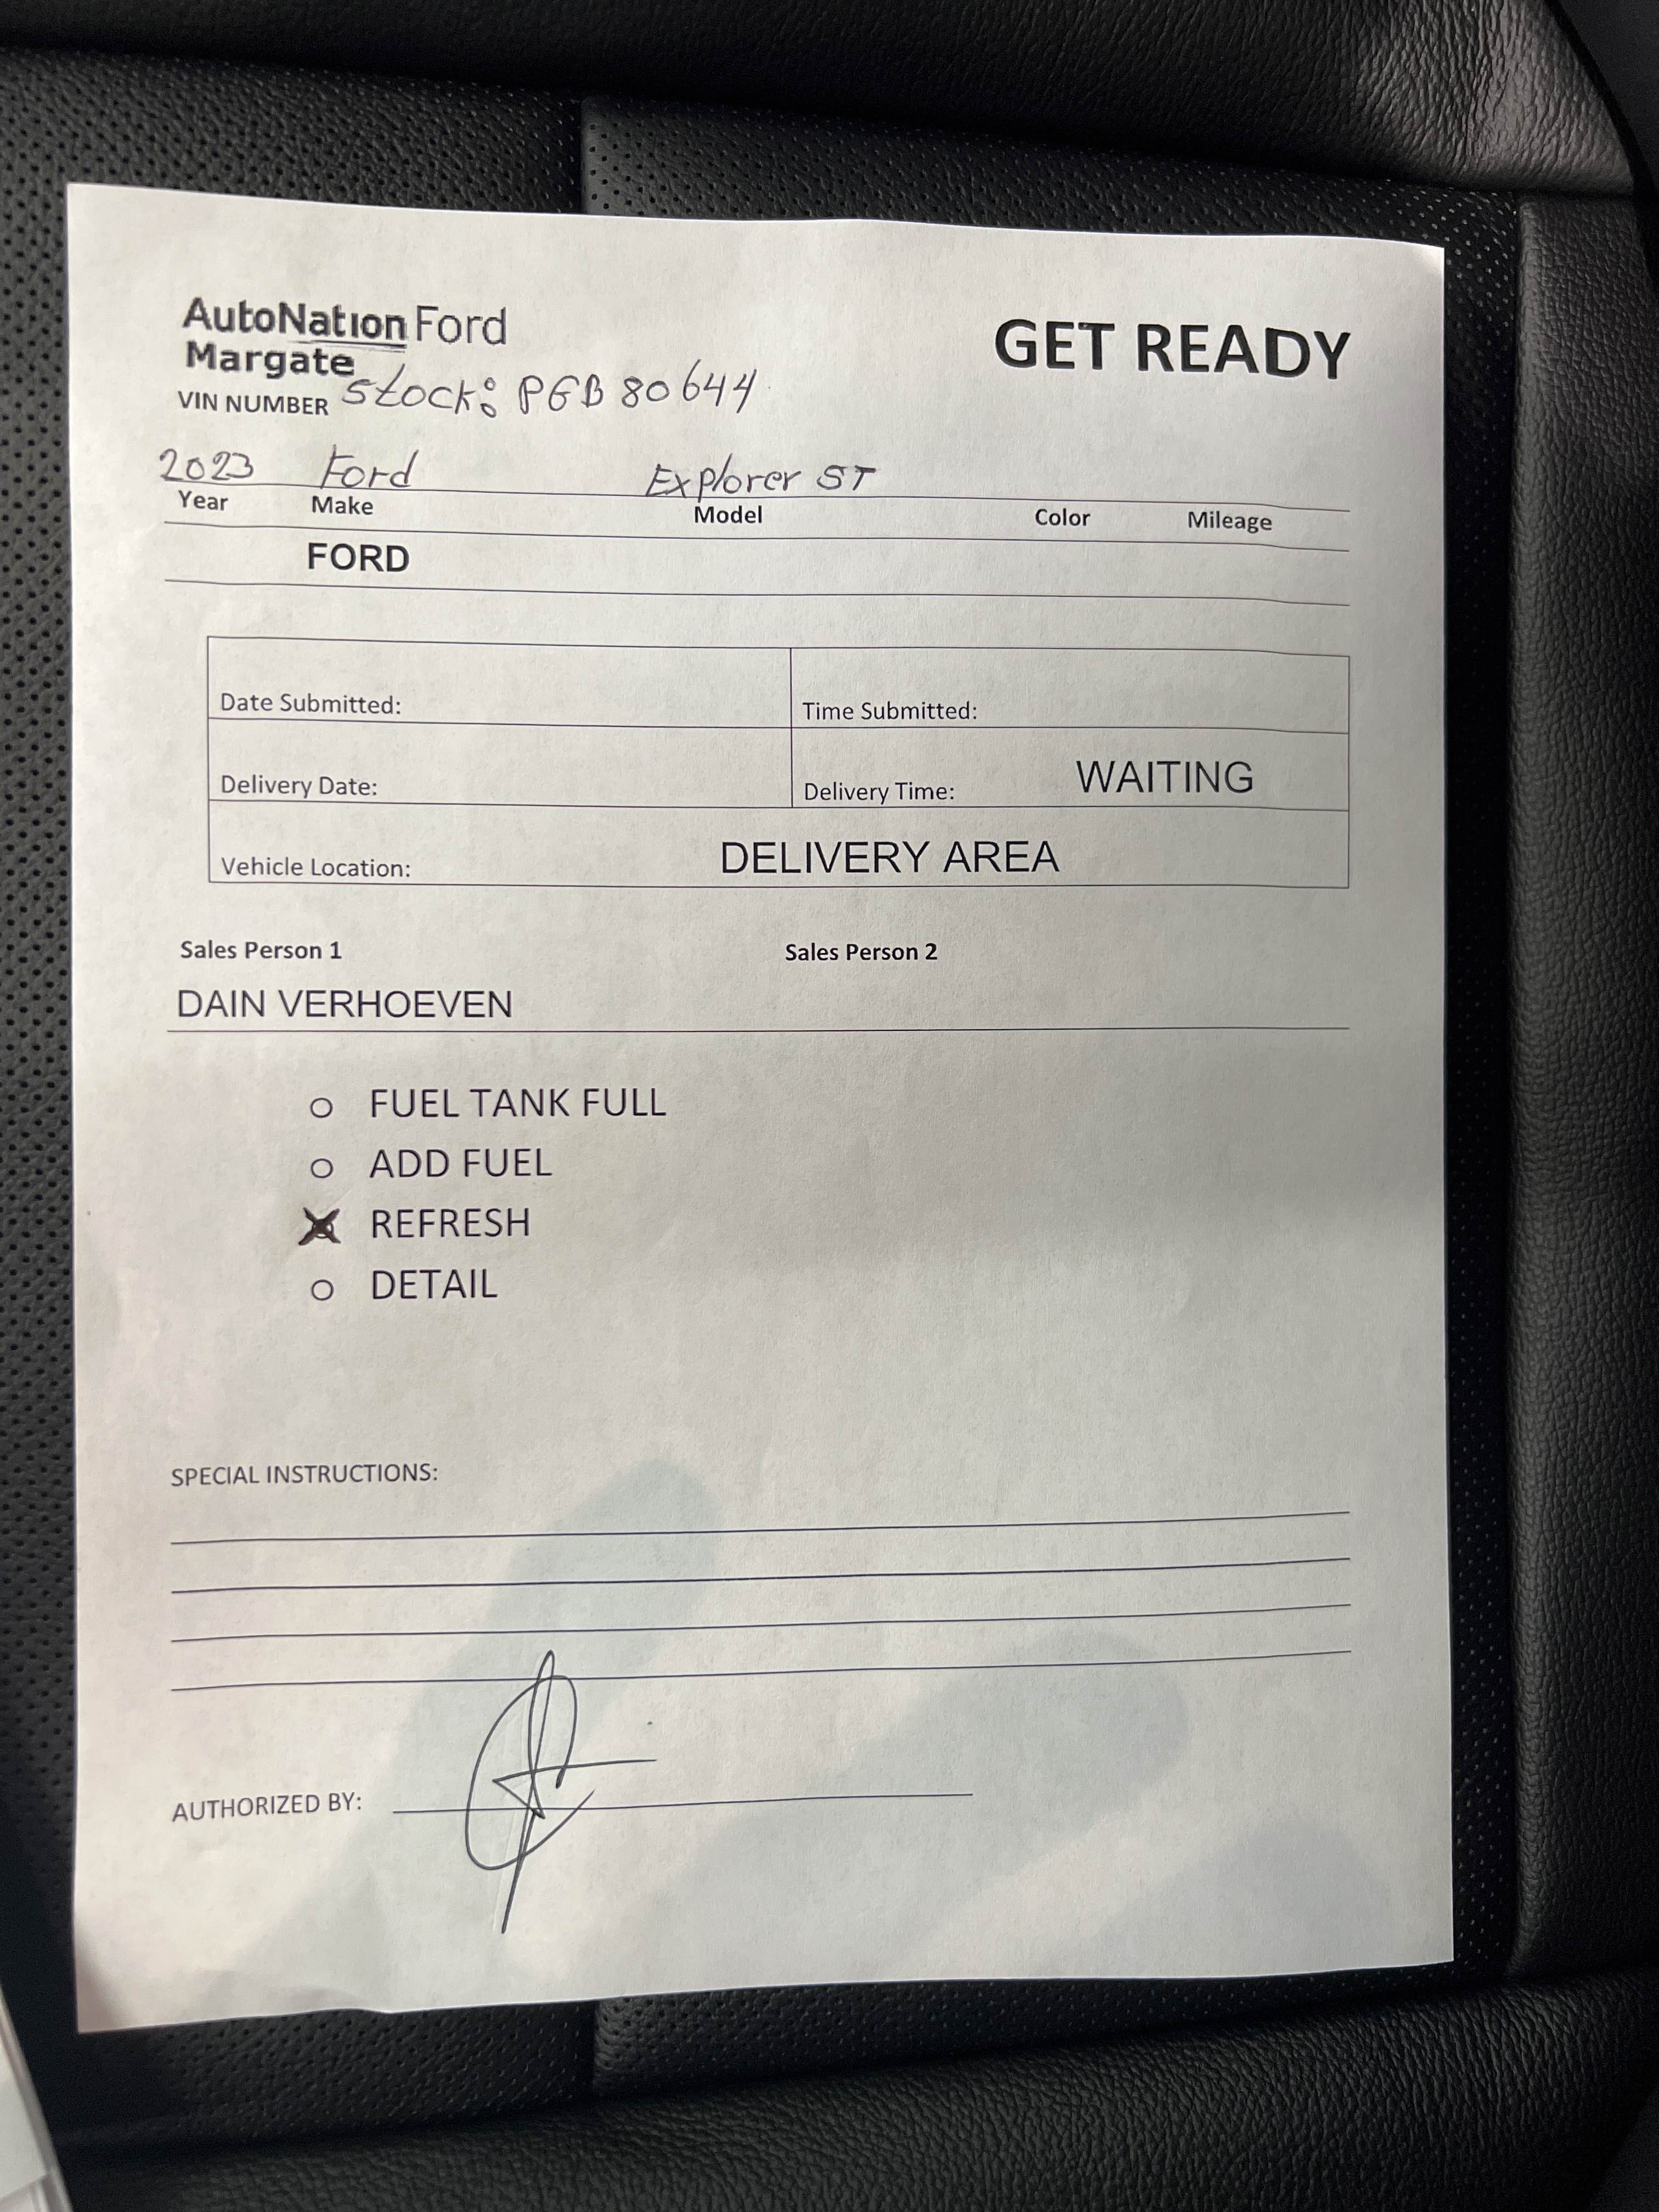 AutoNation Ford
Margate
GET READY
VIN NUMBER Stock: PGB 80644
2023 Ford Explorer ST
Year Make Model Color Mileage
FORD
Date Submitted: Time Submitted:
Delivery Date: Delivery Time: WAITING
Vehicle Location: DELIVERY AREA
Sales Person 1 Sales Person 2
DAIN VERHOEVEN
FUEL TANK FULL
ADD FUEL
REFRESH
DETAIL
SPECIAL INSTRUCTIONS:
AUTHORIZED BY: